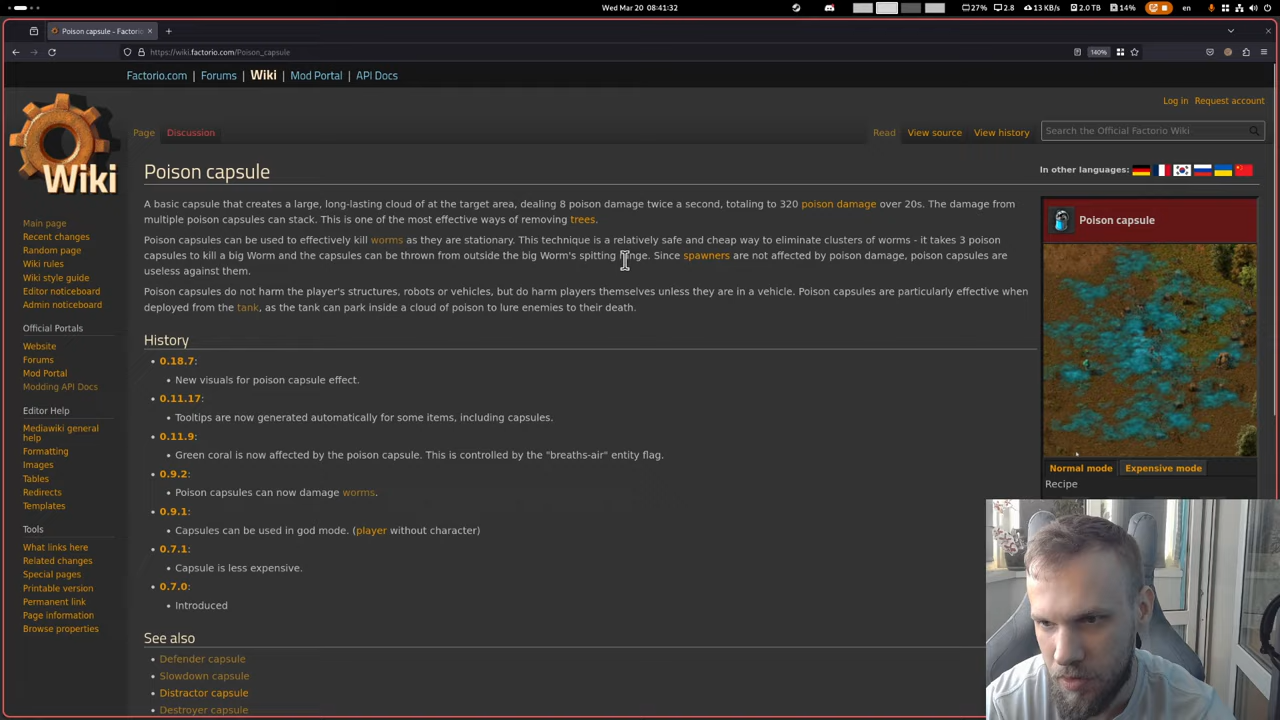 Wed Mar 20 08:41:32
27%
2.8
13 KB/s
2.0 TB
14%
en
Poison capsule - Factorio
https://wiki.factorio.com/Poison_capsule
140%
Factorio.com | Forums | Wiki | Mod Portal | API Docs
Log in Request account
Page Discussion
Read View source View history
Search the Official Factorio Wiki
Wiki
Main page
Recent changes
Random page
Wiki rules
Wiki style guide
Editor noticeboard
Admin noticeboard
Official Portals
Website
Forums
Mod Portal
Modding API Docs
Editor Help
Mediawiki general
help
Formatting
Images
Tables
Redirects
Templates
Tools
What links here
Related changes
Special pages
Printable version
Permanent link
Page information
Browse properties
Poison capsule
In other languages:
A basic capsule that creates a large, long-lasting cloud of at the target area, dealing 8 poison damage twice a second, totaling to 320 poison damage over 20s. The damage from
multiple poison capsules can stack. This is one of the most effective ways of removing trees.
Poison capsules can be used to effectively kill worms as they are stationary. This technique is a relatively safe and cheap way to eliminate clusters of worms - it takes 3 poison
capsules to kill a big Worm and the capsules can be thrown from outside the big Worm's spitting range. Since spawners are not affected by poison damage, poison capsules are
useless against them.
Poison capsules do not harm the player's structures, robots or vehicles, but do harm players themselves unless they are in a vehicle. Poison capsules are particularly effective when
deployed from the tank, as the tank can park inside a cloud of poison to lure enemies to their death.
History
• 0.18.7:
• New visuals for poison capsule effect.
• 0.11.17:
• Tooltips are now generated automatically for some items, including capsules.
• 0.11.9:
• Green coral is now affected by the poison capsule. This is controlled by the "breaths-air" entity flag.
• 0.9.2:
• Poison capsules can now damage worms.
• 0.9.1:
• Capsules can be used in god mode. (player without character)
• 0.7.1:
• Capsule is less expensive.
• 0.7.0:
• Introduced
See also
• Defender capsule
• Slowdown capsule
• Distractor capsule
• Destroyer capsule
Poison capsule
Normal mode Expensive mode
Recipe